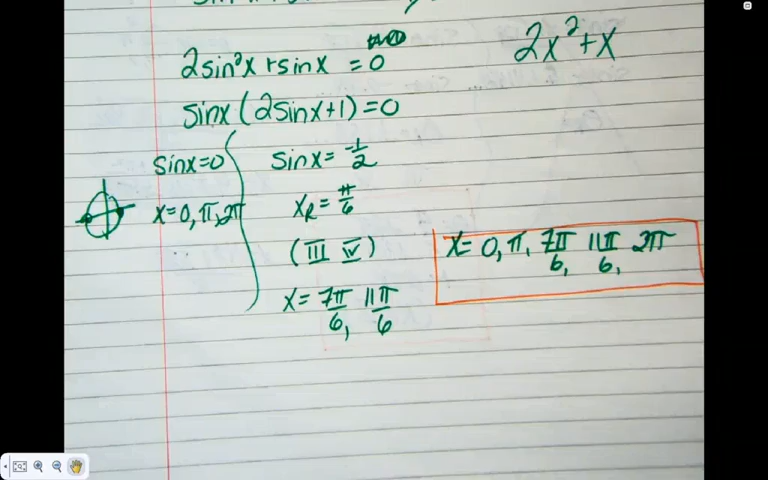 2sin²x + sinx = 0
2x² + x
sinx(2sinx+1)=0
sinx=0
sinx= -1/2
x=0, π, 2π
xR= π/6
(III IV)
x= 0, π, 7π/6, 11π/6, 2π
x= 7π/6, 11π/6